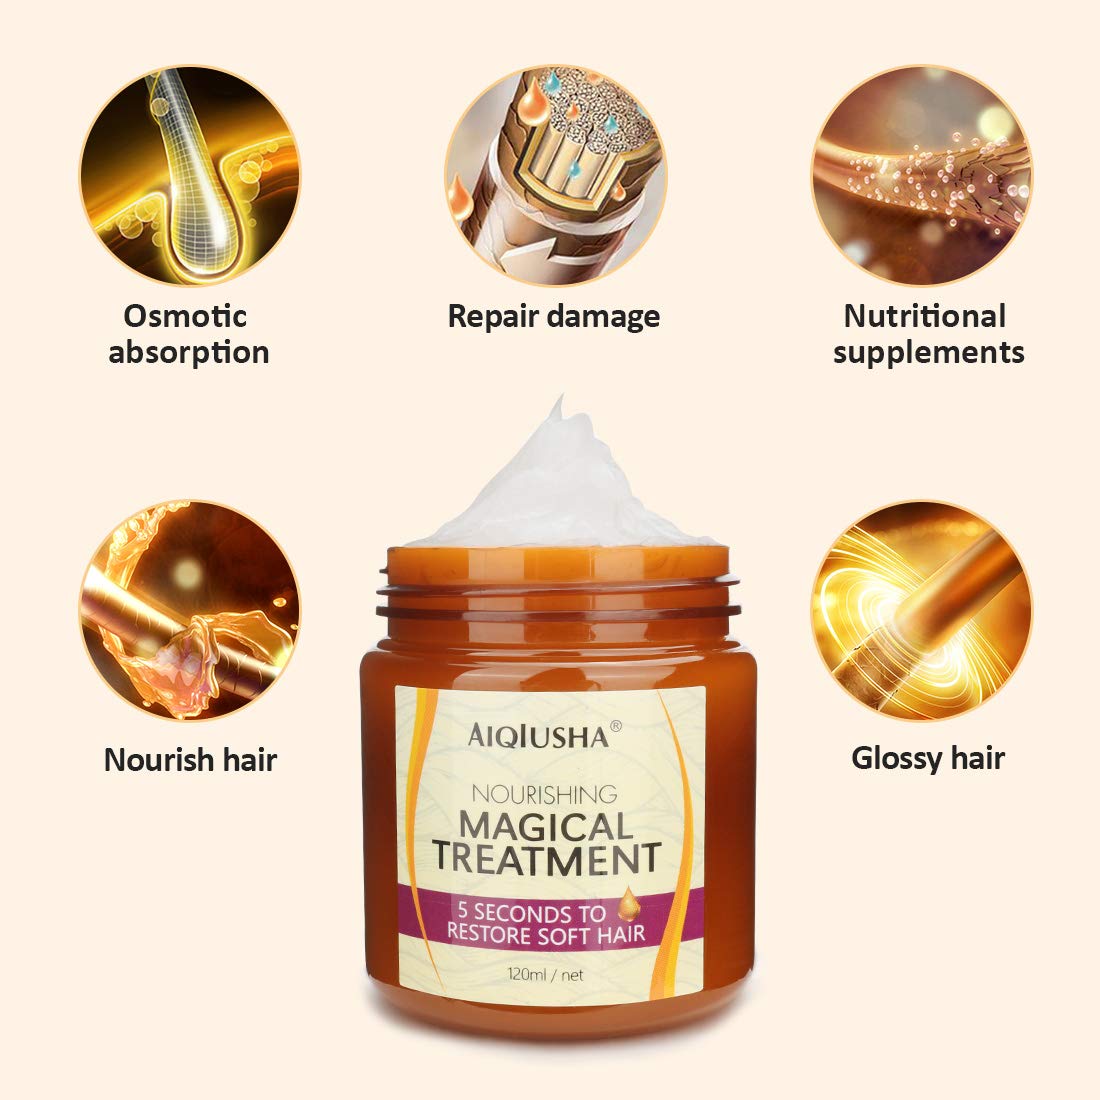 Osmotic
absorption
Repair damage
Nutritional
supplements
Nourish hair
Glossy hair
AIQIUSHA®
NOURISHING
MAGICAL
TREATMENT
5 SECONDS TO
RESTORE SOFT HAIR
120ml / net